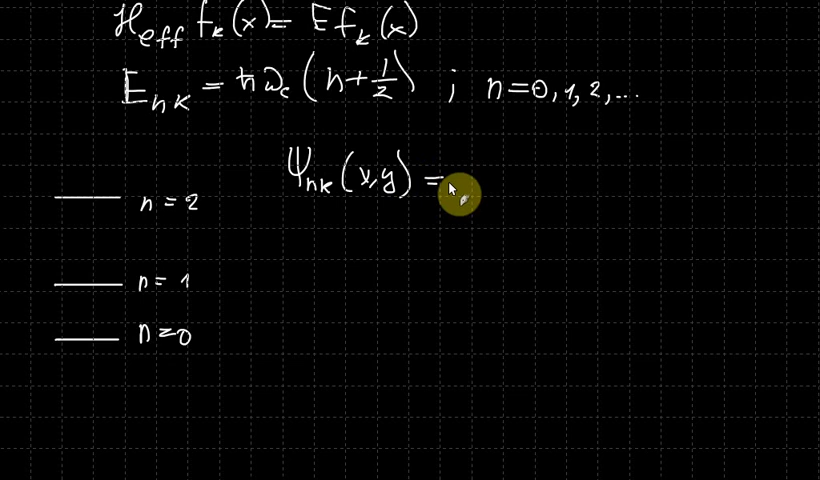 H_eff f_k(x) = E f_k(x)
E_nk = ħω_c (n + 1/2) ; n = 0, 1, 2, ...
Ψ_nk (x,y) =
n = 2
n = 1
n = 0